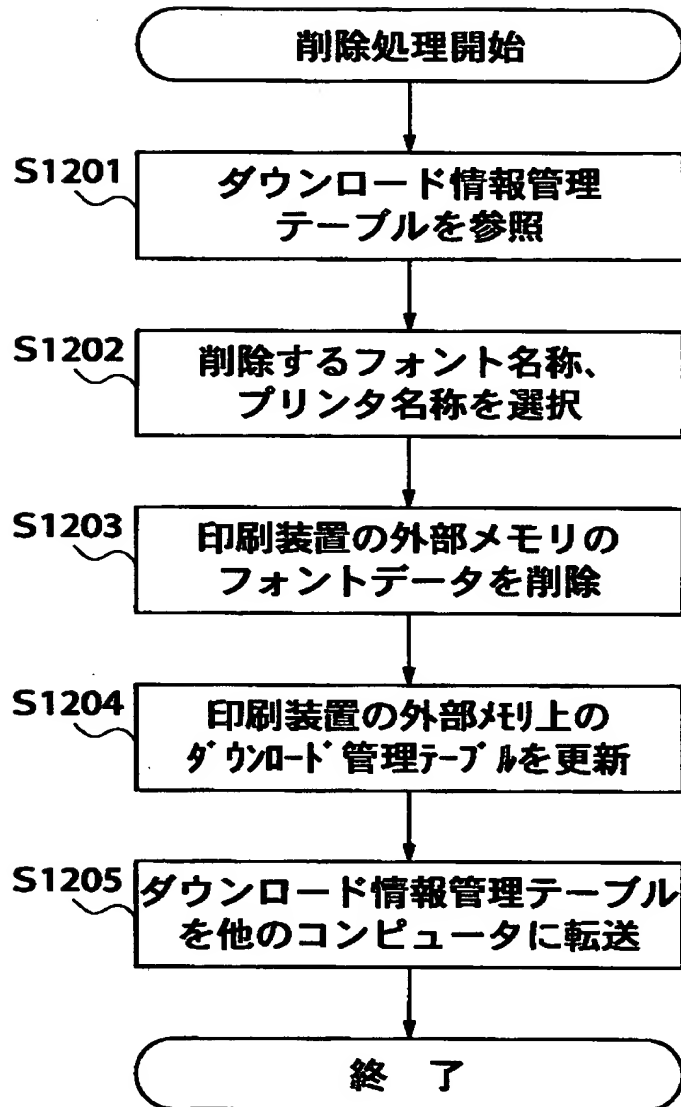 削除処理開始
S1201
ダウンロード情報管理
テーブルを参照
S1202
削除するフォント名称、
プリンタ名称を選択
S1203
印刷装置の外部メモリの
フォントデータを削除
S1204
印刷装置の外部ﾒﾓﾘ上の
ﾀﾞｳﾝﾛｰﾄﾞ管理ﾃｰﾌﾞﾙを更新
S1205
ダウンロード情報管理テーブル
を他のコンピュータに転送
終 了